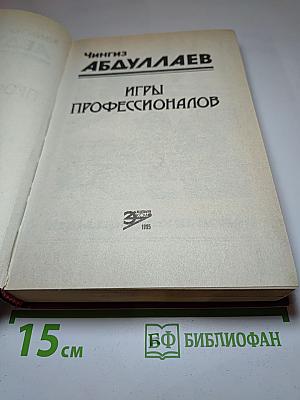 Чингиз
АБДУЛЛАЕВ
ИГРЫ
ПРОФЕССИОНАЛОВ
1995
15 см
БФ БИБЛИОФАН